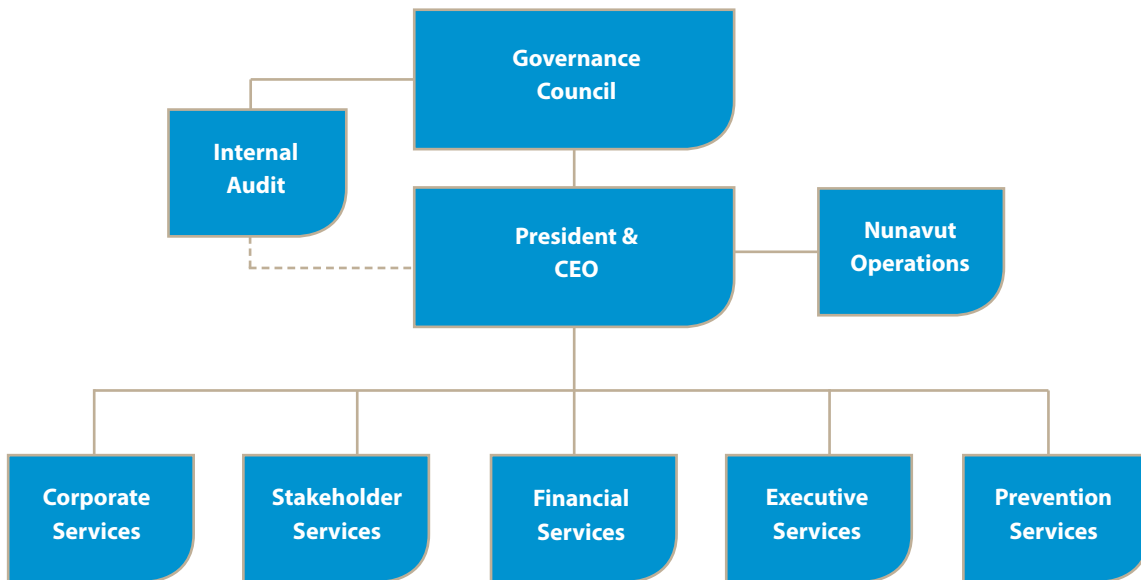 Governance
Council
Internal
Audit
President &
CEO
Nunavut
Operations
Corporate
Services
Stakeholder
Services
Financial
Services
Executive
Services
Prevention
Services